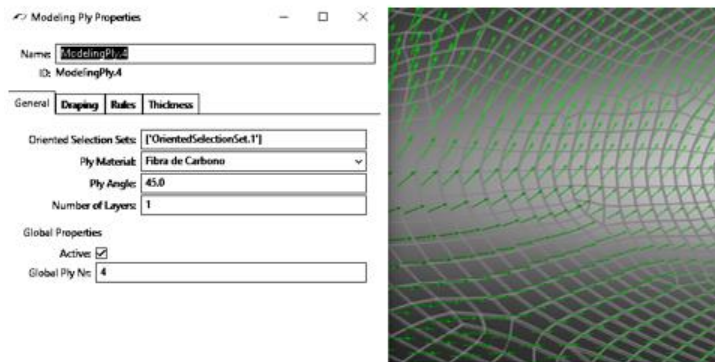 Modeling Ply Properties
Name: ModelingPly.4
ID: ModelingPly.4
General Draping Rules Thickness
Oriented Selection Sets: ['OrientedSelectionSet.1']
Ply Material: Fibra de Carbono
Ply Angle: 45.0
Number of Layers: 1
Global Properties
Active:
Global Ply Nr: 4